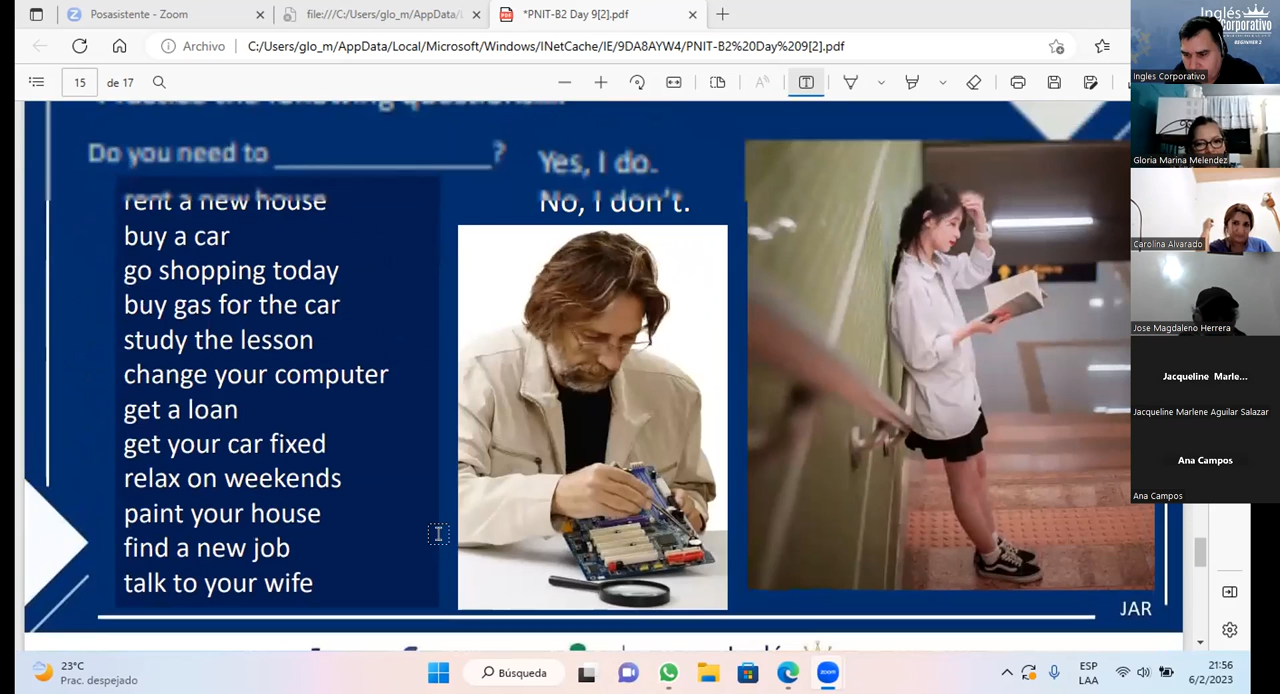 Posasistente - Zoom
file:///C:/Users/glo_m/AppData/L
*PNIT-B2 Day 9[2].pdf
Archivo
C:/Users/glo_m/AppData/Local/Microsoft/Windows/INetCache/IE/9DA8AYW4/PNIT-B2%20Day%209[2].pdf
15 de 17
Practice the following questions....
Do you need to _______________?
Yes, I do.
No, I don't.
rent a new house
buy a car
go shopping today
buy gas for the car
study the lesson
change your computer
get a loan
get your car fixed
relax on weekends
paint your house
find a new job
talk to your wife
JAR
Inglés
Corporativo
BEGINNER 2
Ingles Corporativo
Gloria Marina Melendez
Carolina Alvarado
Jose Magdaleno Herrera
Jacqueline Marle...
Jacqueline Marlene Aguilar Salazar
Ana Campos
Ana Campos
23°C
Prac. despejado
Búsqueda
zoom
ESP
LAA
21:56
6/2/2023